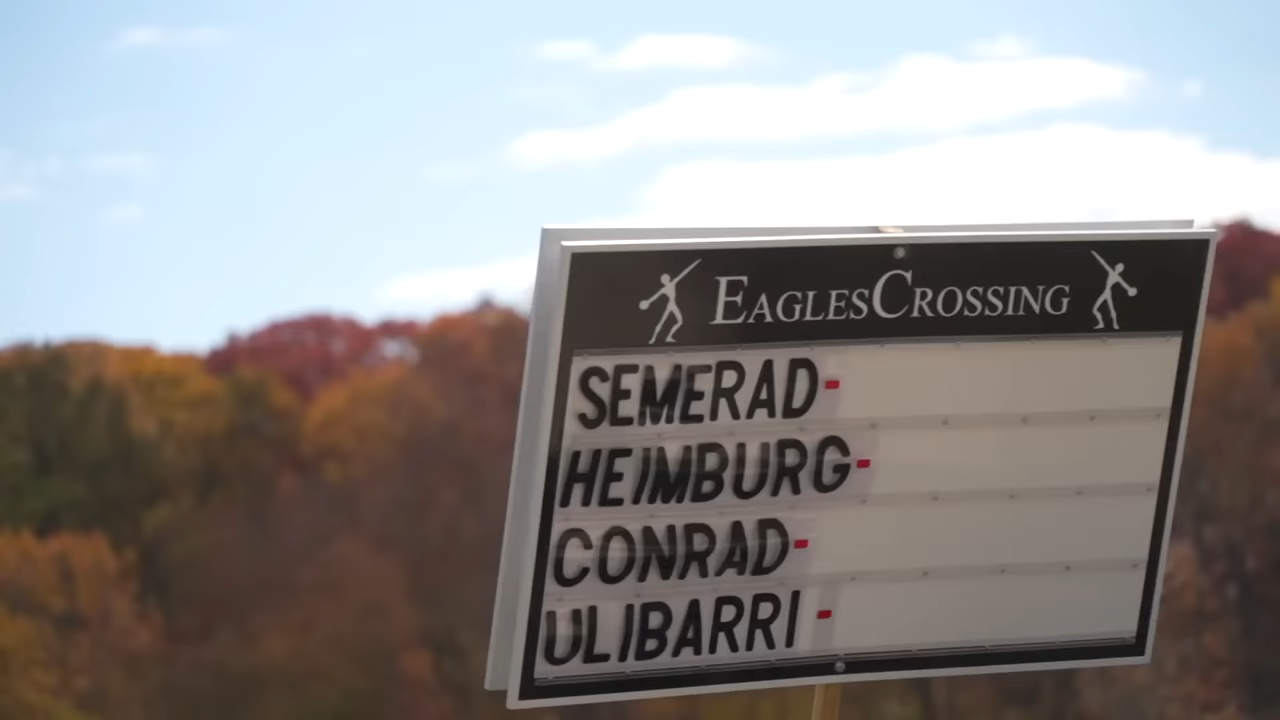 EAGLESCROSSING
SEMERAD-
HEIMBURG-
CONRAD-
ULIBARRI -